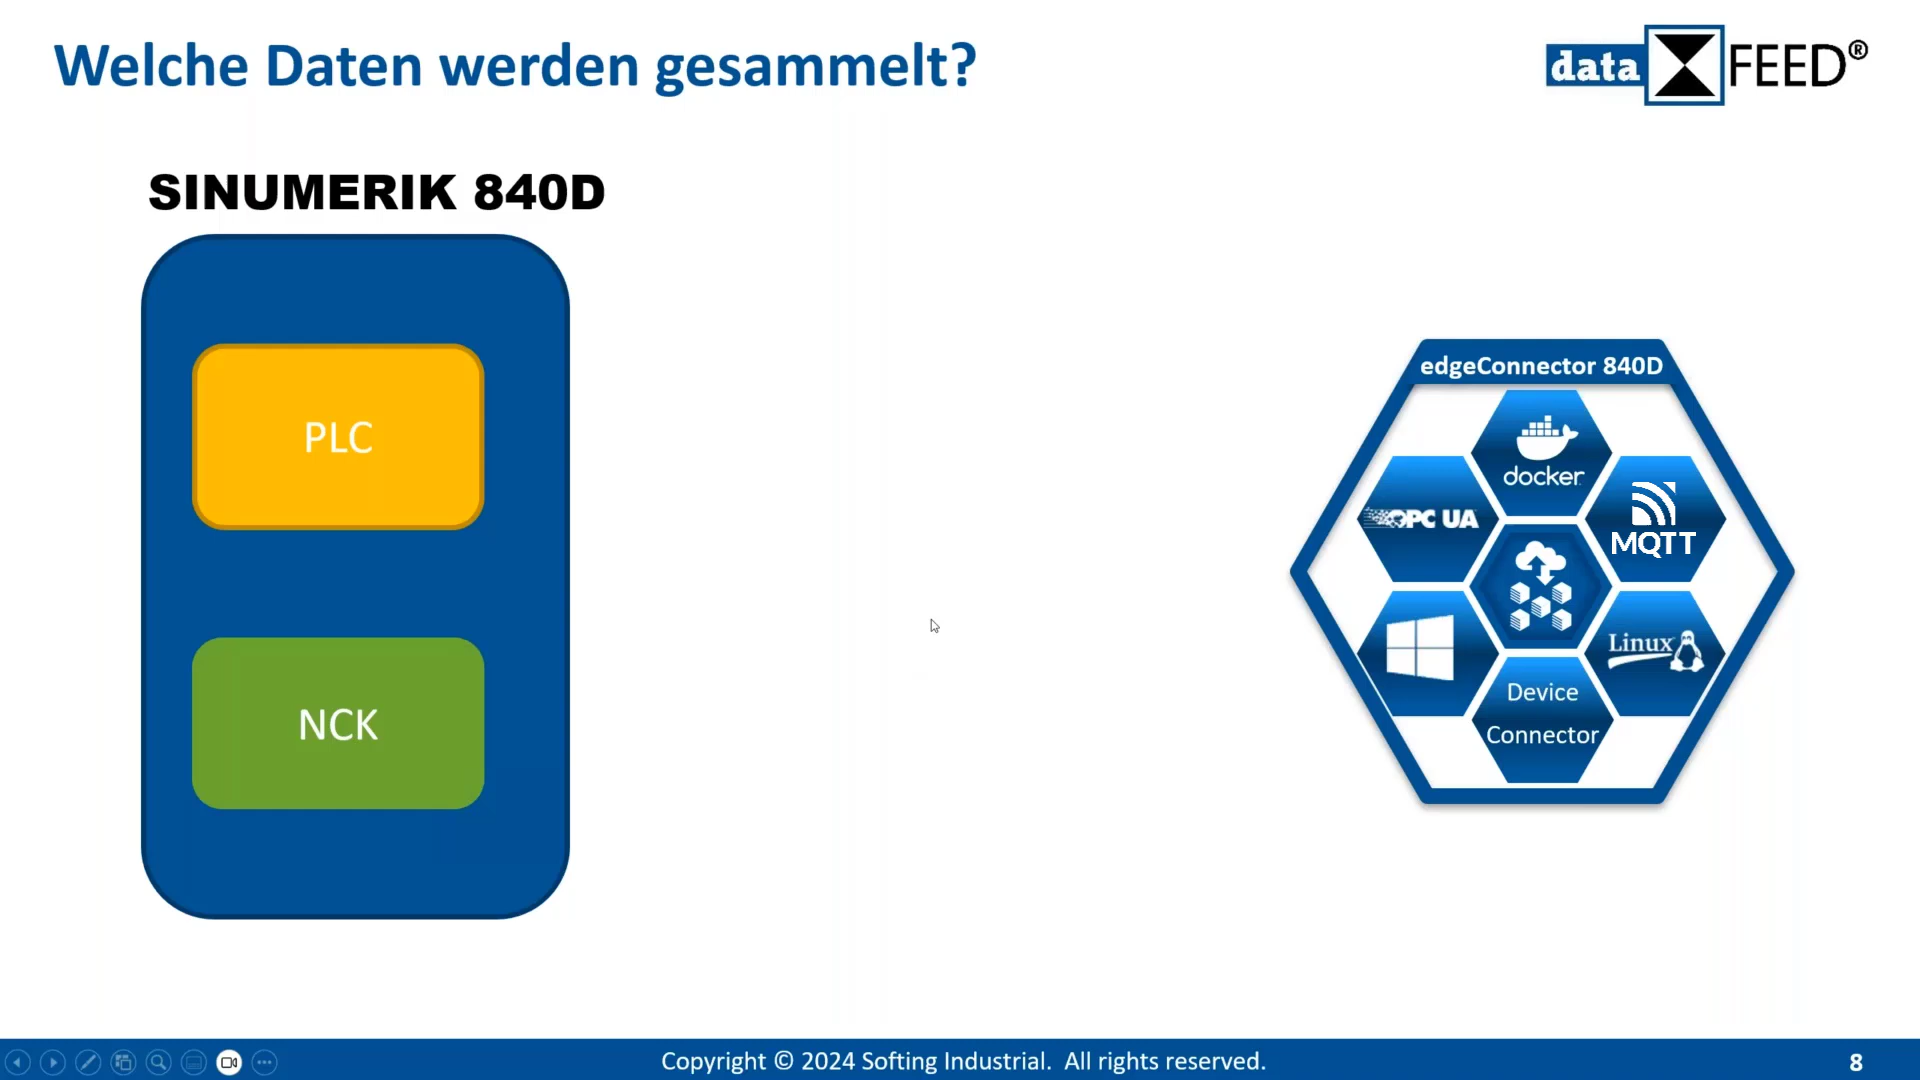 Welche Daten werden gesammelt?
data FEED®
SINUMERIK 840D
PLC
NCK
edgeConnector 840D
docker
OPC UA
MQTT
Linux
Device
Connector
Copyright © 2024 Softing Industrial. All rights reserved.
8